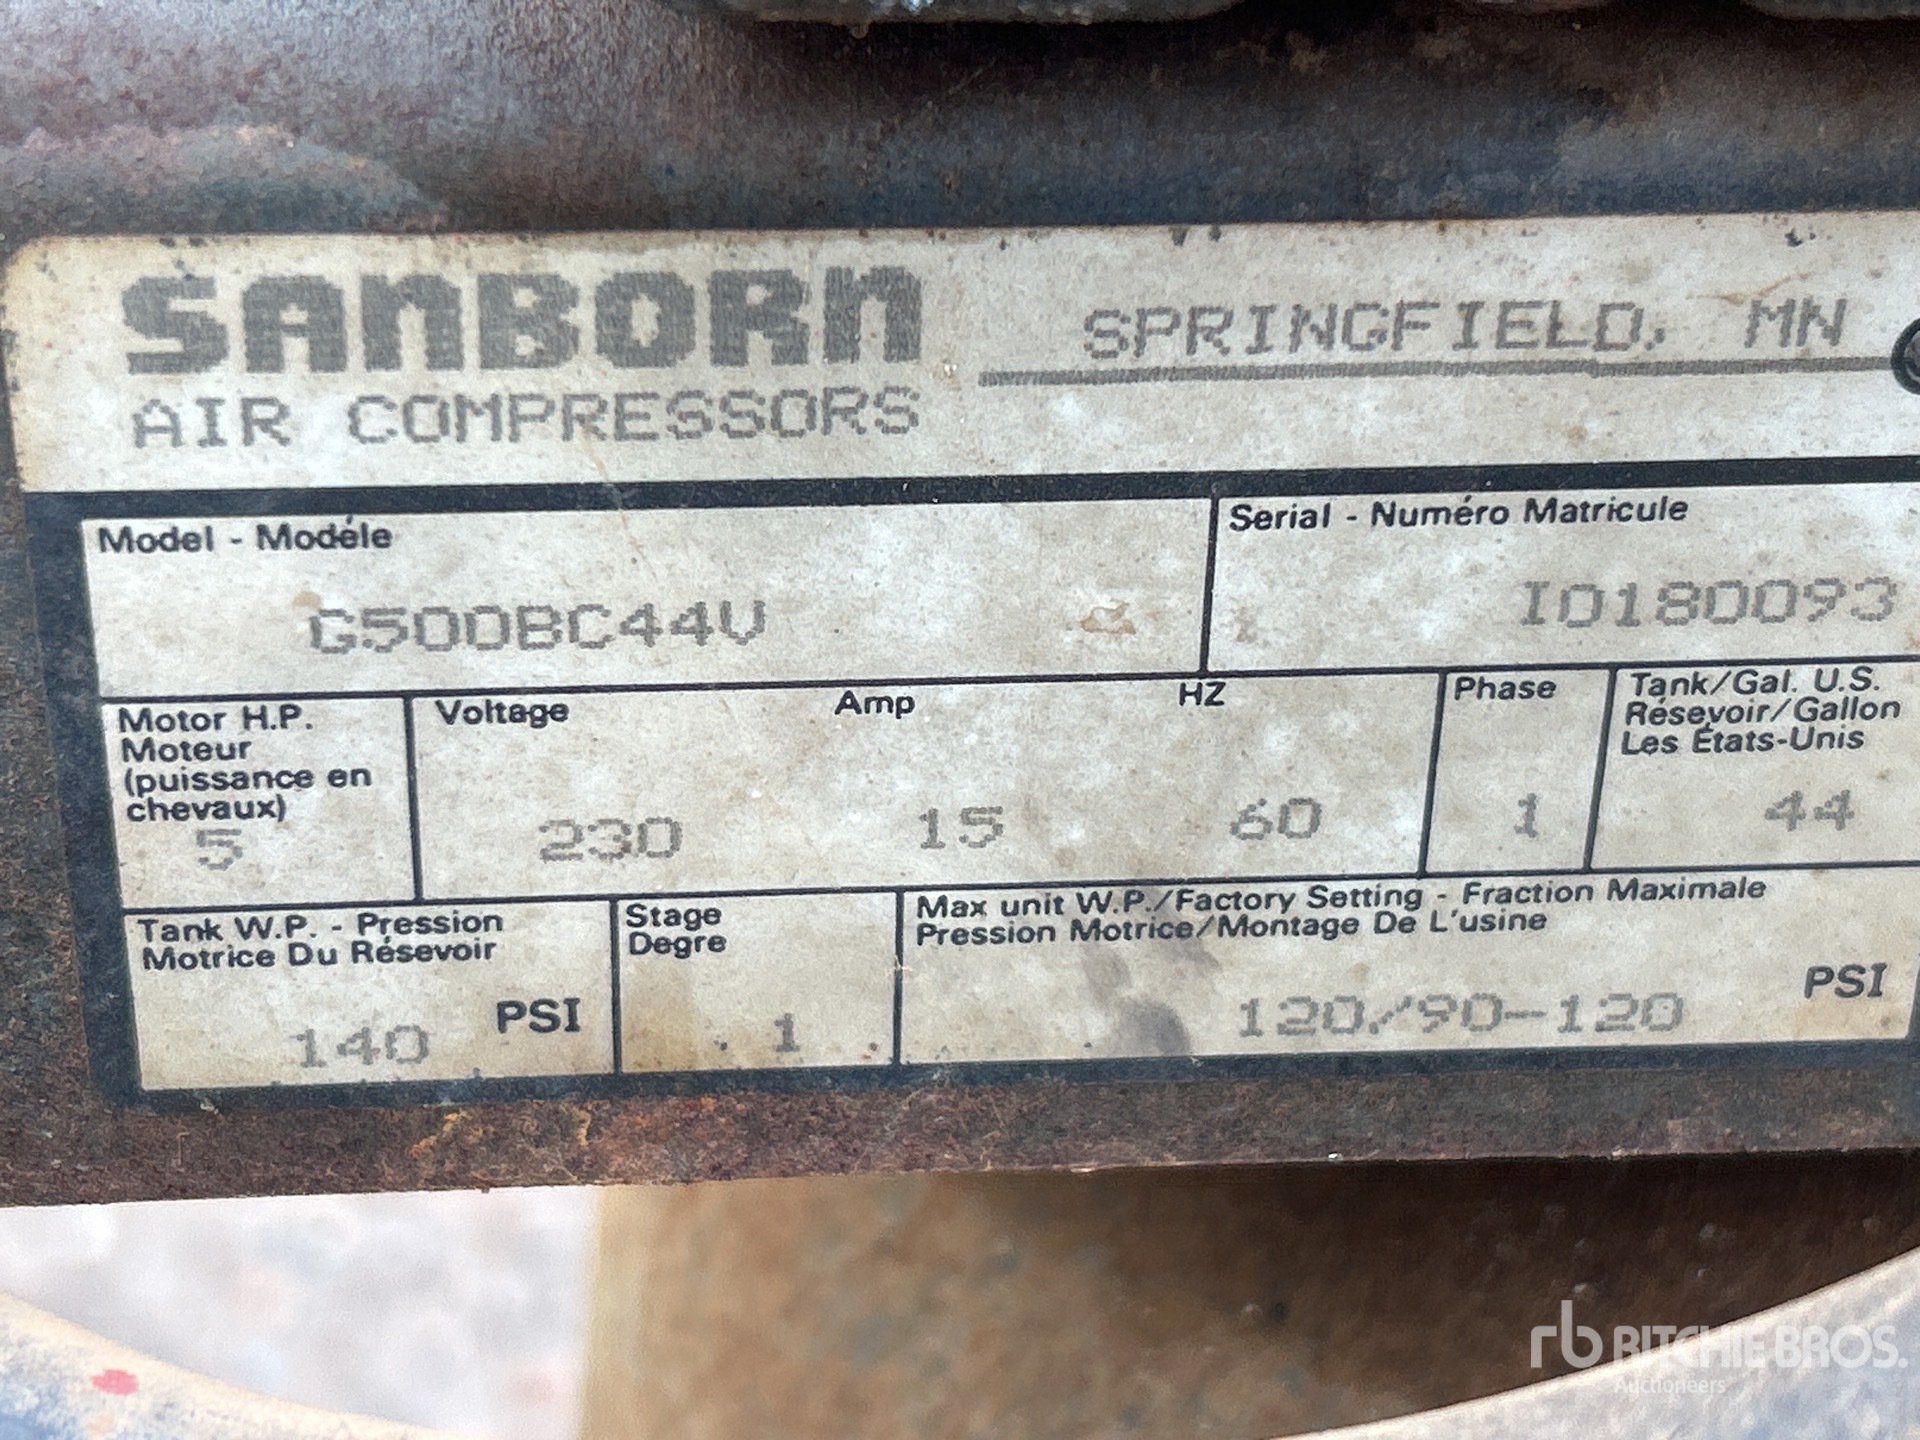 SANBORN
SPRINGFIELD, MN
AIR COMPRESSORS
Model - Modéle
G500BC44V
Serial - Numéro Matricule
I0180093
Motor H.P.
Moteur
(puissance en
chevaux)
5
Voltage
230
Amp
15
HZ
60
Phase
1
Tank/Gal. U.S.
Résevoir/Gallon
Les États-Unis
44
Tank W.P. - Pression
Motrice Du Résevoir
140 PSI
Stage
Degre
1
Max unit W.P./Factory Setting - Fraction Maximale
Pression Motrice/Montage De L'usine
120/90-120 PSI
rb RITCHIE BROS.
Auctioneers